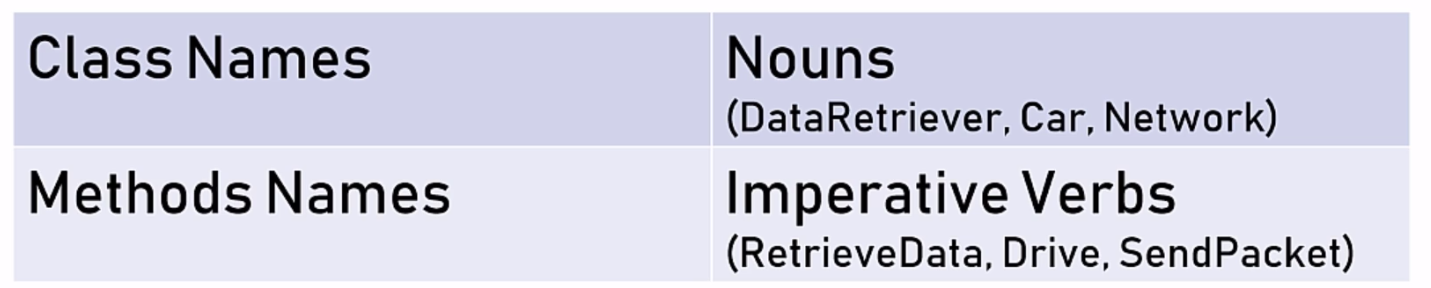 Class Names
Nouns
(DataRetriever, Car, Network)
Methods Names
Imperative Verbs
(RetrieveData, Drive, SendPacket)